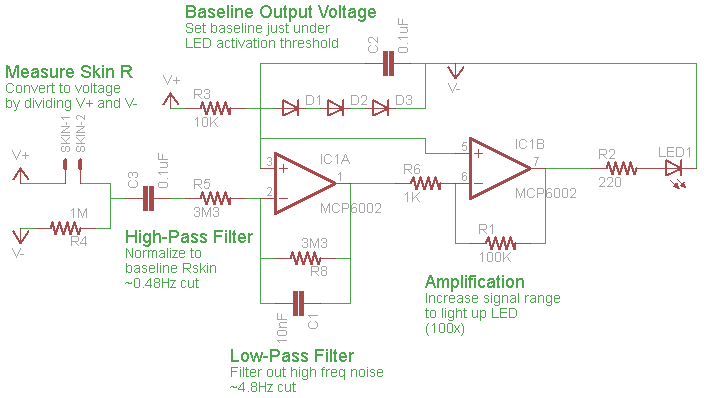 Baseline Output Voltage
Set baseline just under
LED activation threshold
C2
0.1uF
Measure Skin R
Convert to voltage
by dividing V+ and V-
V+
R3
10K
D1
D2
D3
V-
SKIN-1
SKIN-2
V+
0.1uF
C3
R5
3M3
3
2
IC1A
1
MCP6002
R6
1K
5
6
IC1B
7
MCP6002
R2
220
LED1
1M
R4
V-
High-Pass Filter
Normalize to
baseline Rskin
~0.48Hz cut
3M3
R8
R1
100K
10nF
C1
Amplification
Increase signal range
to light up LED
(100x)
Low-Pass Filter
Filter out high freq noise
~4.8Hz cut